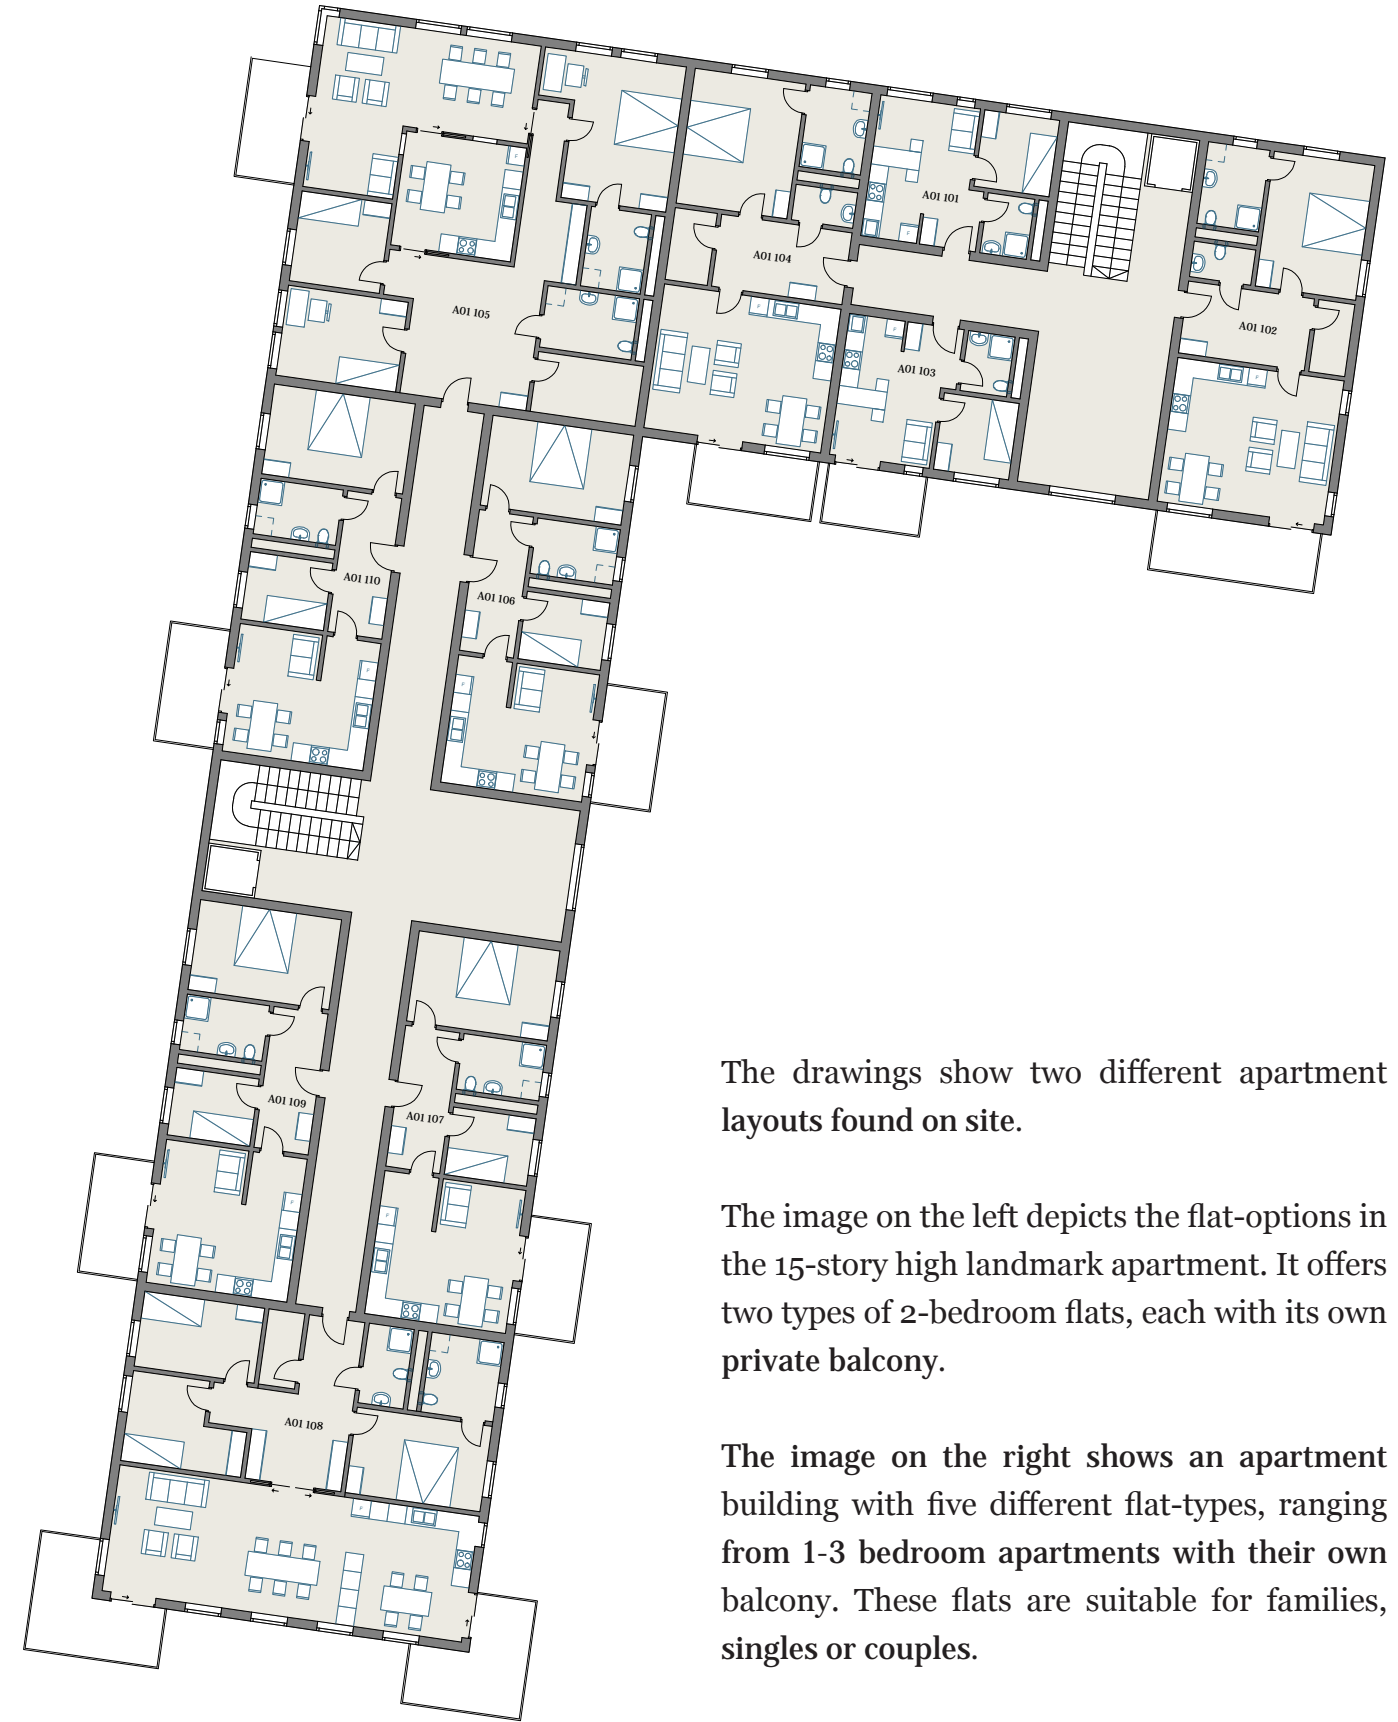 A01 101
A01 104
A01 102
A01 105
A01 103
A01 110
A01 106
A01 109
A01 107
A01 108
F
F
F
F
F
F
F
F
F
F
The drawings show two different apartment
layouts found on site.
The image on the left depicts the flat-options in
the 15-story high landmark apartment. It offers
two types of 2-bedroom flats, each with its own
private balcony.
The image on the right shows an apartment
building with five different flat-types, ranging
from 1-3 bedroom apartments with their own
balcony. These flats are suitable for families,
singles or couples.